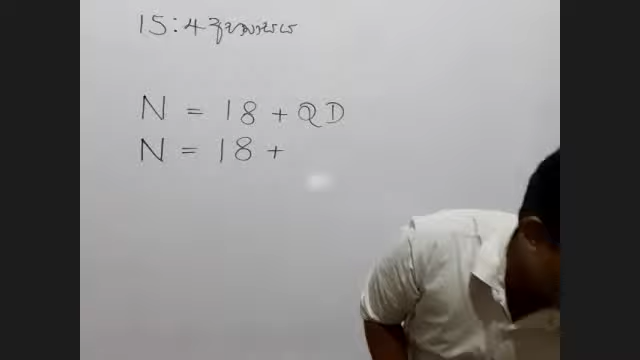 15:4
N = 18 + QD
N = 18 +